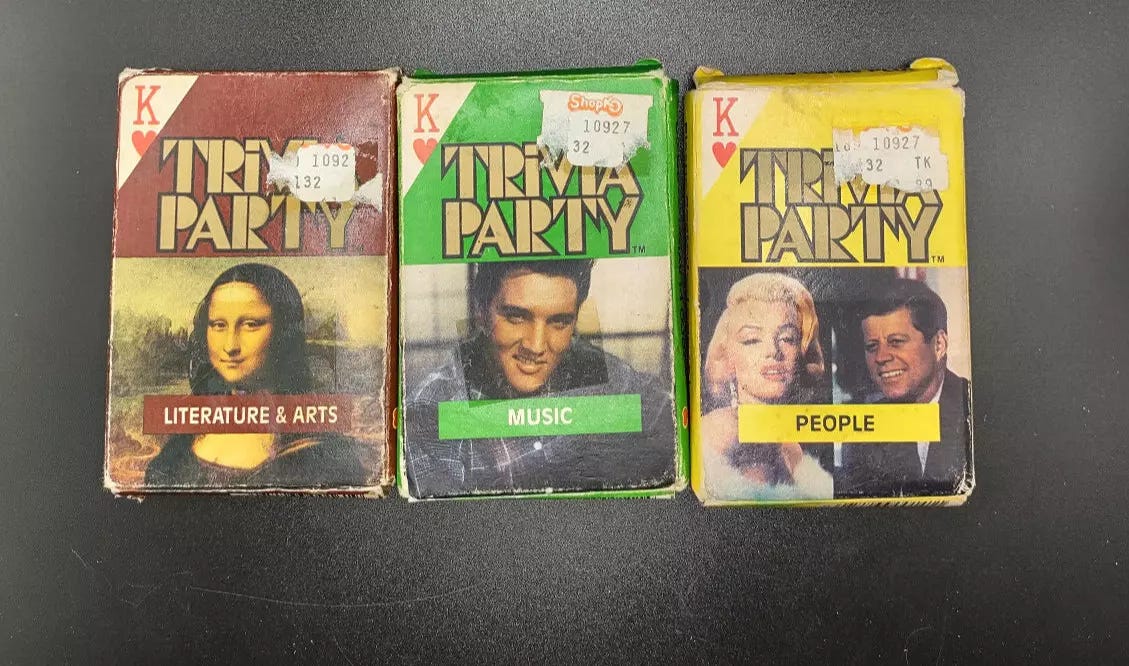 K
TRIVIA
PARTY
1092
132
LITERATURE & ARTS
K
ShopKO
10927
32
TRiViA
PARTY TM
MUSIC
K
10927
32 TK
99
TRiViA
PARTY TM
PEOPLE